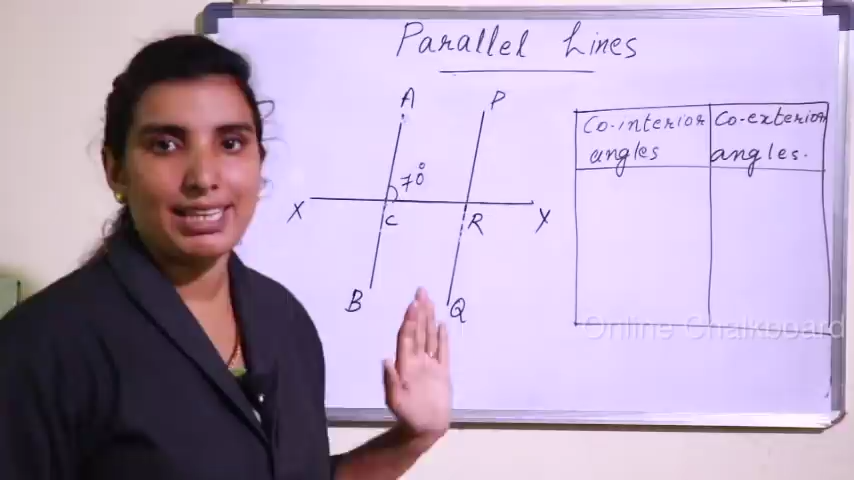 Parallel Lines
A
P
70°
X
C
R
X
B
Q
Co-interior angles
Co-exterior angles.
Online Chalkboard